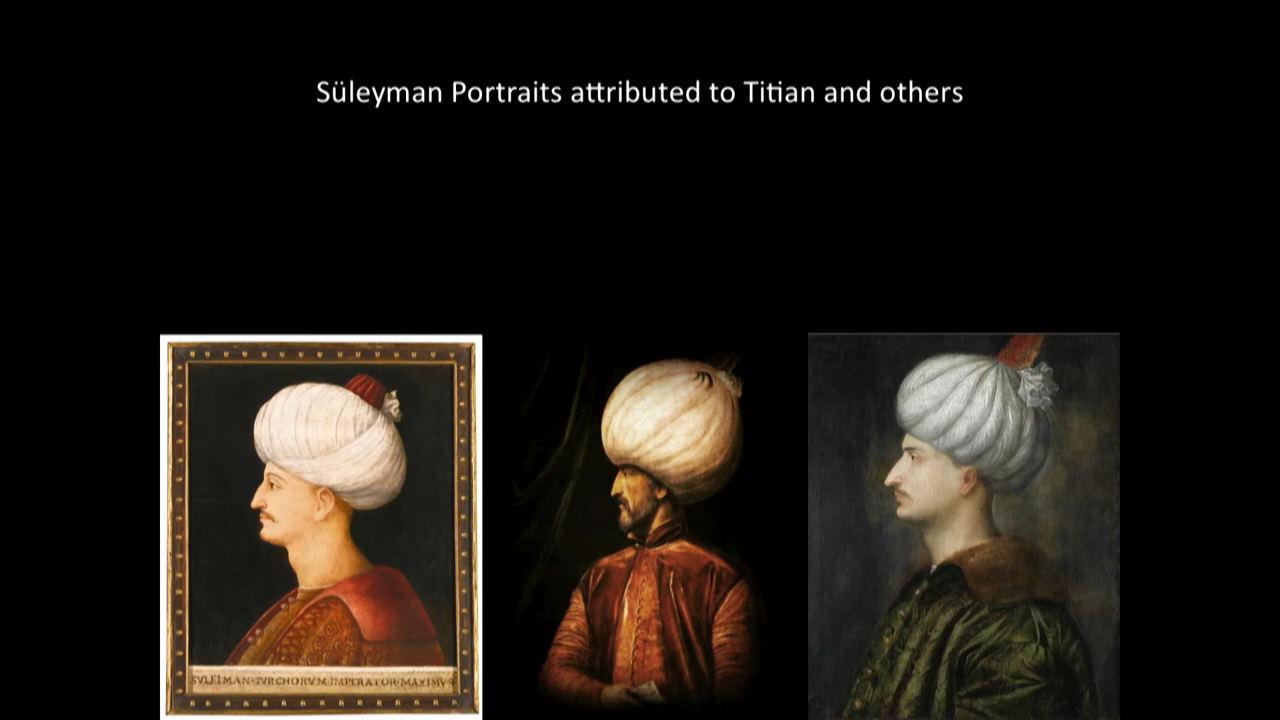 Süleyman Portraits attributed to Titian and others
SVLEIMAN·TVRCHORVM·IMPERATOR·MAXIMVS